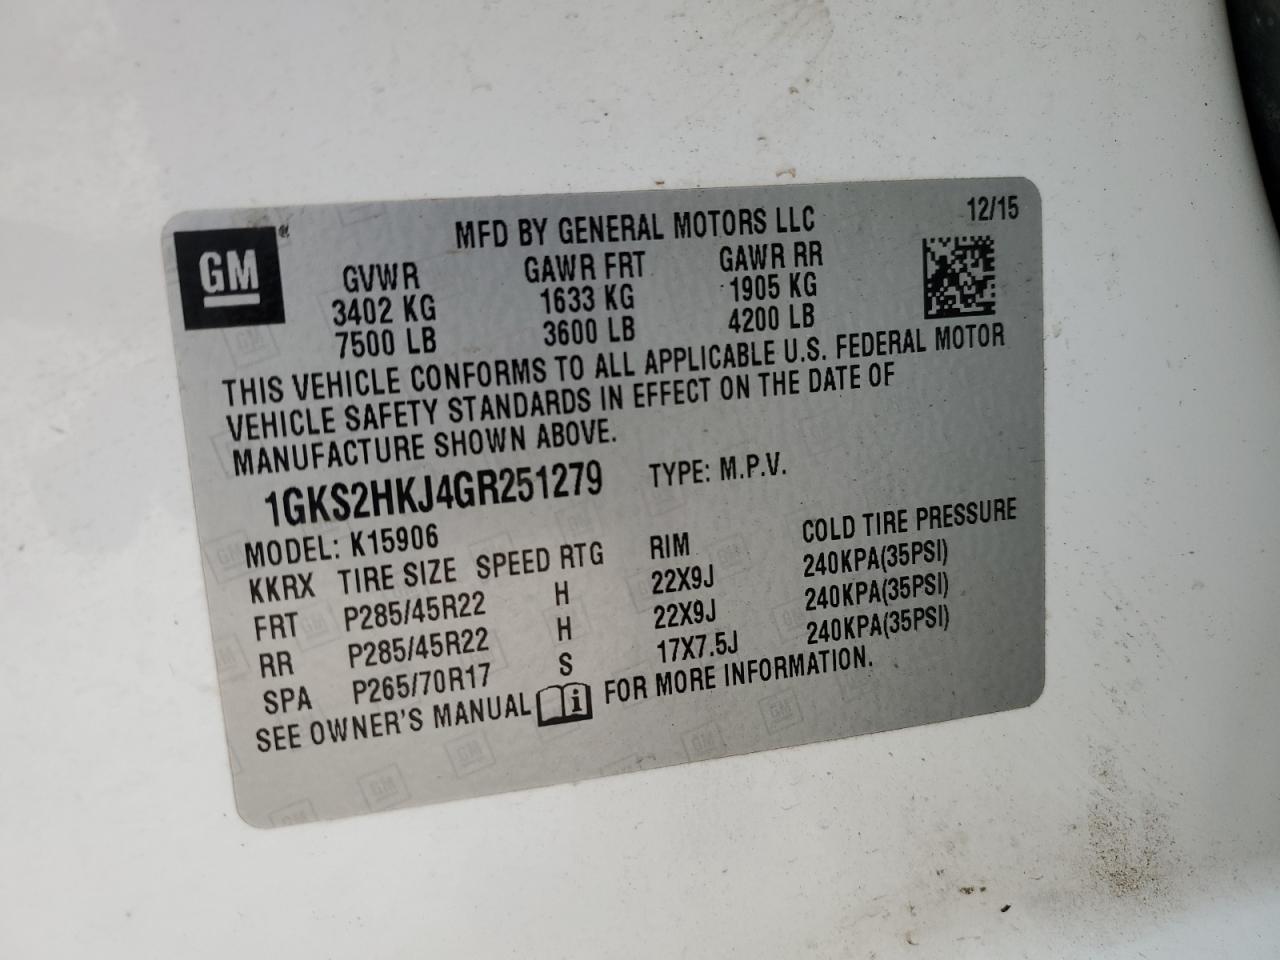 GM ®
MFD BY GENERAL MOTORS LLC 12/15
GVWR GAWR FRT GAWR RR
3402 KG 1633 KG 1905 KG
7500 LB 3600 LB 4200 LB
THIS VEHICLE CONFORMS TO ALL APPLICABLE U.S. FEDERAL MOTOR
VEHICLE SAFETY STANDARDS IN EFFECT ON THE DATE OF
MANUFACTURE SHOWN ABOVE.
1GKS2HKJ4GR251279 TYPE: M.P.V.
MODEL: K15906
KKRX TIRE SIZE SPEED RTG RIM COLD TIRE PRESSURE
FRT P285/45R22 H 22X9J 240KPA(35PSI)
RR P285/45R22 H 22X9J 240KPA(35PSI)
SPA P265/70R17 S 17X7.5J 240KPA(35PSI)
SEE OWNER'S MANUAL i FOR MORE INFORMATION.